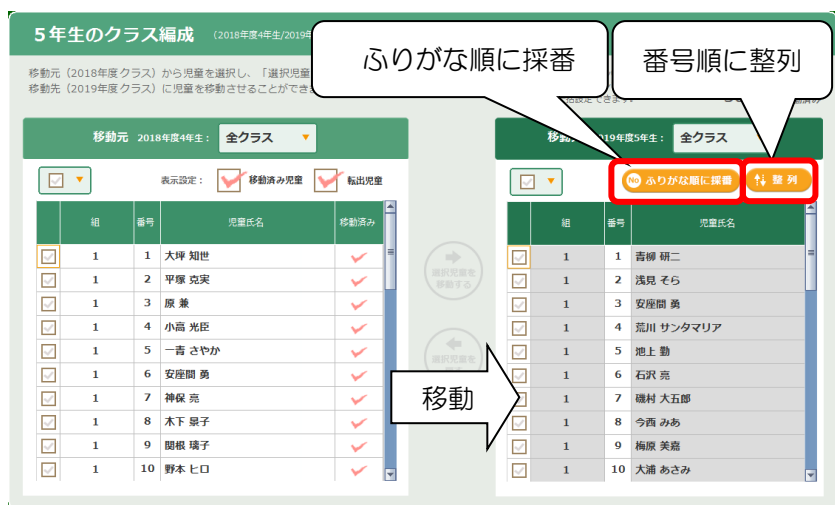 ５年生のクラス編成 （2018年度4年生/2019年
ふりがな順に採番
番号順に整列
移動元（2018年度クラス）から児童を選択し、「選択児童
移動先（2019年度クラス）に児童を移動させることができ
移動元 2018年度4年生： 全クラス
019年度5年生： 全クラス
表示設定： 移動済み児童 転出児童
No ふりがな順に採番 整列
組 番号 児童氏名 移動済み
1 1 大坪 知世
1 2 平塚 克実
1 3 原 兼
1 4 小高 光臣
1 5 一青 さやか
1 6 安座間 勇
1 7 神保 亮
1 8 木下 景子
1 9 関根 璃子
1 10 野本 ヒロ
選択児童を
移動する
選択児童を
移動
組 番号 児童氏名
1 1 青柳 研二
1 2 浅見 そら
1 3 安座間 勇
1 4 荒川 サンタマリア
1 5 池上 勤
1 6 石沢 亮
1 7 磯村 大五郎
1 8 今西 みあ
1 9 梅原 美嘉
1 10 大浦 あさみ